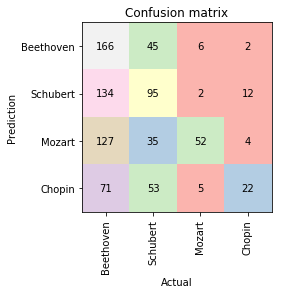 Confusion matrix
Prediction
Beethoven 166 45 6 2
Schubert 134 95 2 12
Mozart 127 35 52 4
Chopin 71 53 5 22
Beethoven Schubert Mozart Chopin
Actual